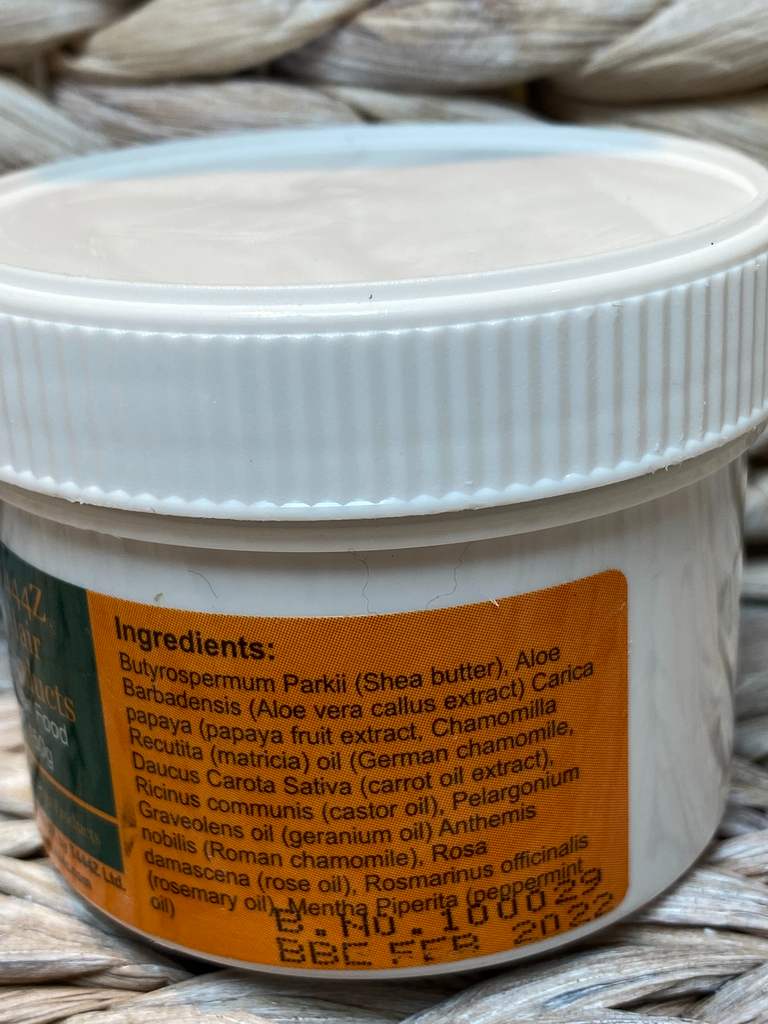 Food
Ingredients:
Butyrospermum Parkii (Shea butter), Aloe
Barbadensis (Aloe vera callus extract) Carica
papaya (papaya fruit extract, Chamomilla
Recutita (matricia) oil (German chamomile,
Daucus Carota Sativa (carrot oil extract),
Ricinus communis (castor oil), Pelargonium
Graveolens oil (geranium oil) Anthemis
nobilis (Roman chamomile), Rosa
damascena (rose oil), Rosmarinus officinalis
(rosemary oil), Mentha Piperita (peppermint
oil)
B.NO.100029
BBE FEB 2022
Ltd.